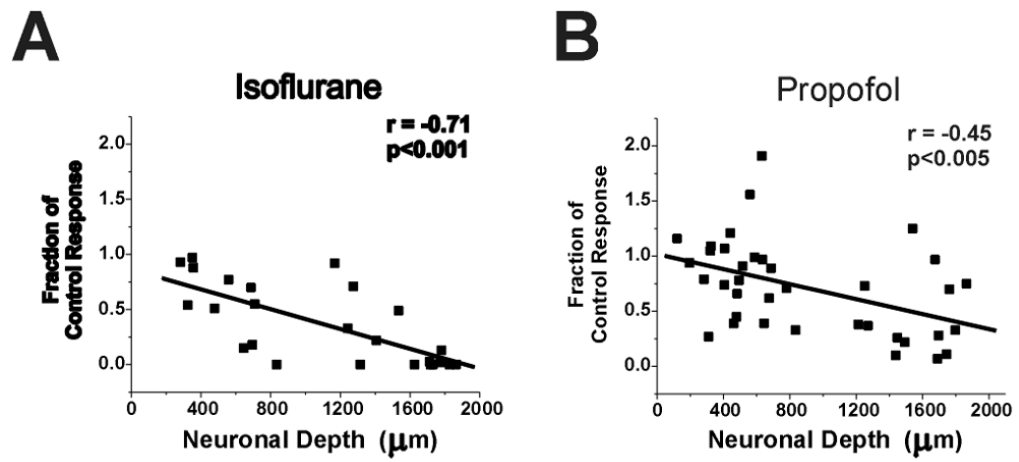 A
Isoflurane
r = -0.71
p<0.001
Fraction of
Control Response
2.0
1.5
1.0
0.5
0.0
0 400 800 1200 1600 2000
Neuronal Depth (μm)
B
Propofol
r = -0.45
p<0.005
Fraction of
Control Response
2.0
1.5
1.0
0.5
0.0
0 400 800 1200 1600 2000
Neuronal Depth (μm)